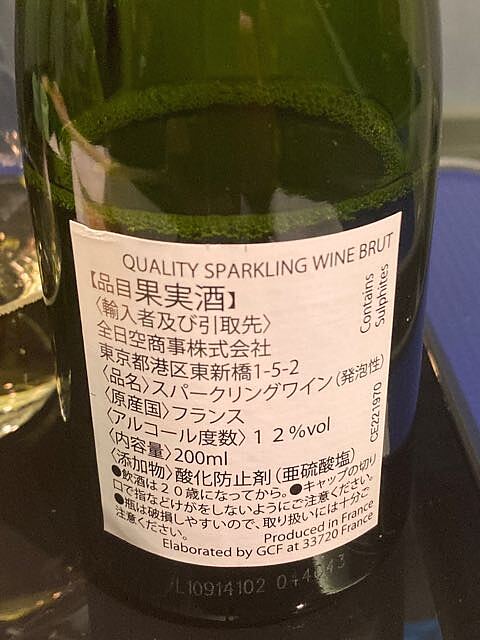 QUALITY SPARKLING WINE BRUT
【品目果実酒】
〈輸入者及び引取先〉
全日空商事株式会社
東京都港区東新橋1-5-2
〈品名〉スパークリングワイン(発泡性)
〈原産国〉フランス
〈アルコール度数〉12%vol
〈内容量〉200ml
〈添加物〉酸化防止剤(亜硫酸塩)
●飲酒は20歳になってから。●キャップの切り
口で指などけがをしないようにご注意ください。
●瓶は破損しやすいので、取り扱いには十分ご
注意ください。
Produced in France
Elaborated by GCF at 33720 France
Contains
Sulphites
CE221970
L10914102